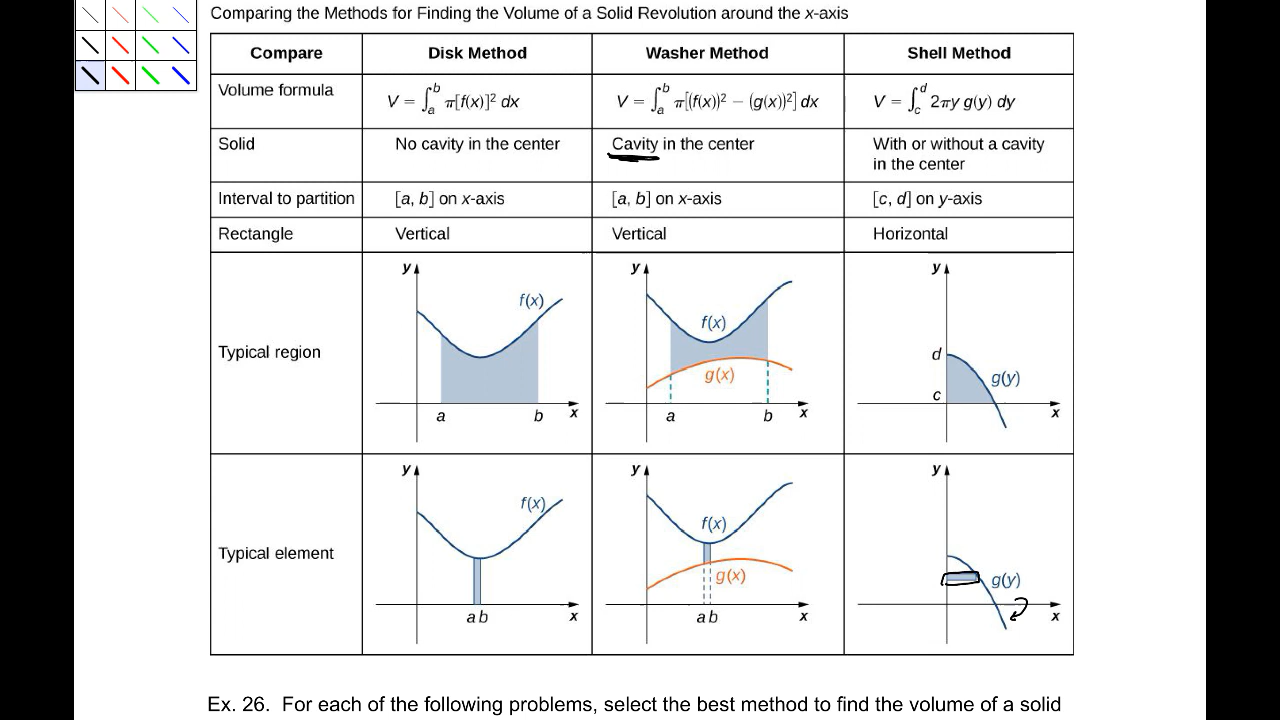 Comparing the Methods for Finding the Volume of a Solid Revolution around the x-axis
Compare Disk Method Washer Method Shell Method
Volume formula V = ∫_a^b π[f(x)]² dx V = ∫_a^b π[(f(x))² − (g(x))²] dx V = ∫_c^d 2πy g(y) dy
Solid No cavity in the center Cavity in the center With or without a cavity
in the center
Interval to partition [a, b] on x-axis [a, b] on x-axis [c, d] on y-axis
Rectangle Vertical Vertical Horizontal
Typical region
y f(x) a b x
y f(x) g(x) a b x
y d c g(y) x
Typical element
y f(x) a b x
y f(x) g(x) a b x
y g(y) x
Ex. 26. For each of the following problems, select the best method to find the volume of a solid